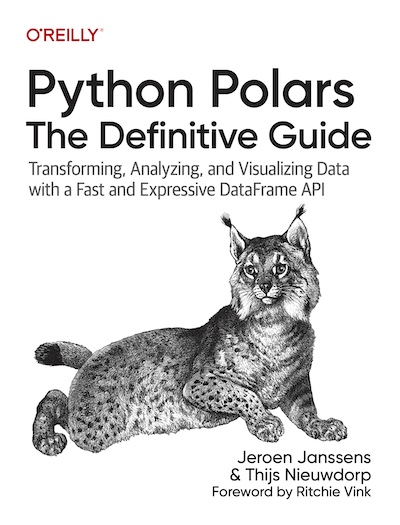 O'REILLY®
Python Polars
The Definitive Guide
Transforming, Analyzing, and Visualizing Data
with a Fast and Expressive DataFrame API
Jeroen Janssens
& Thijs Nieuwdorp
Foreword by Ritchie Vink